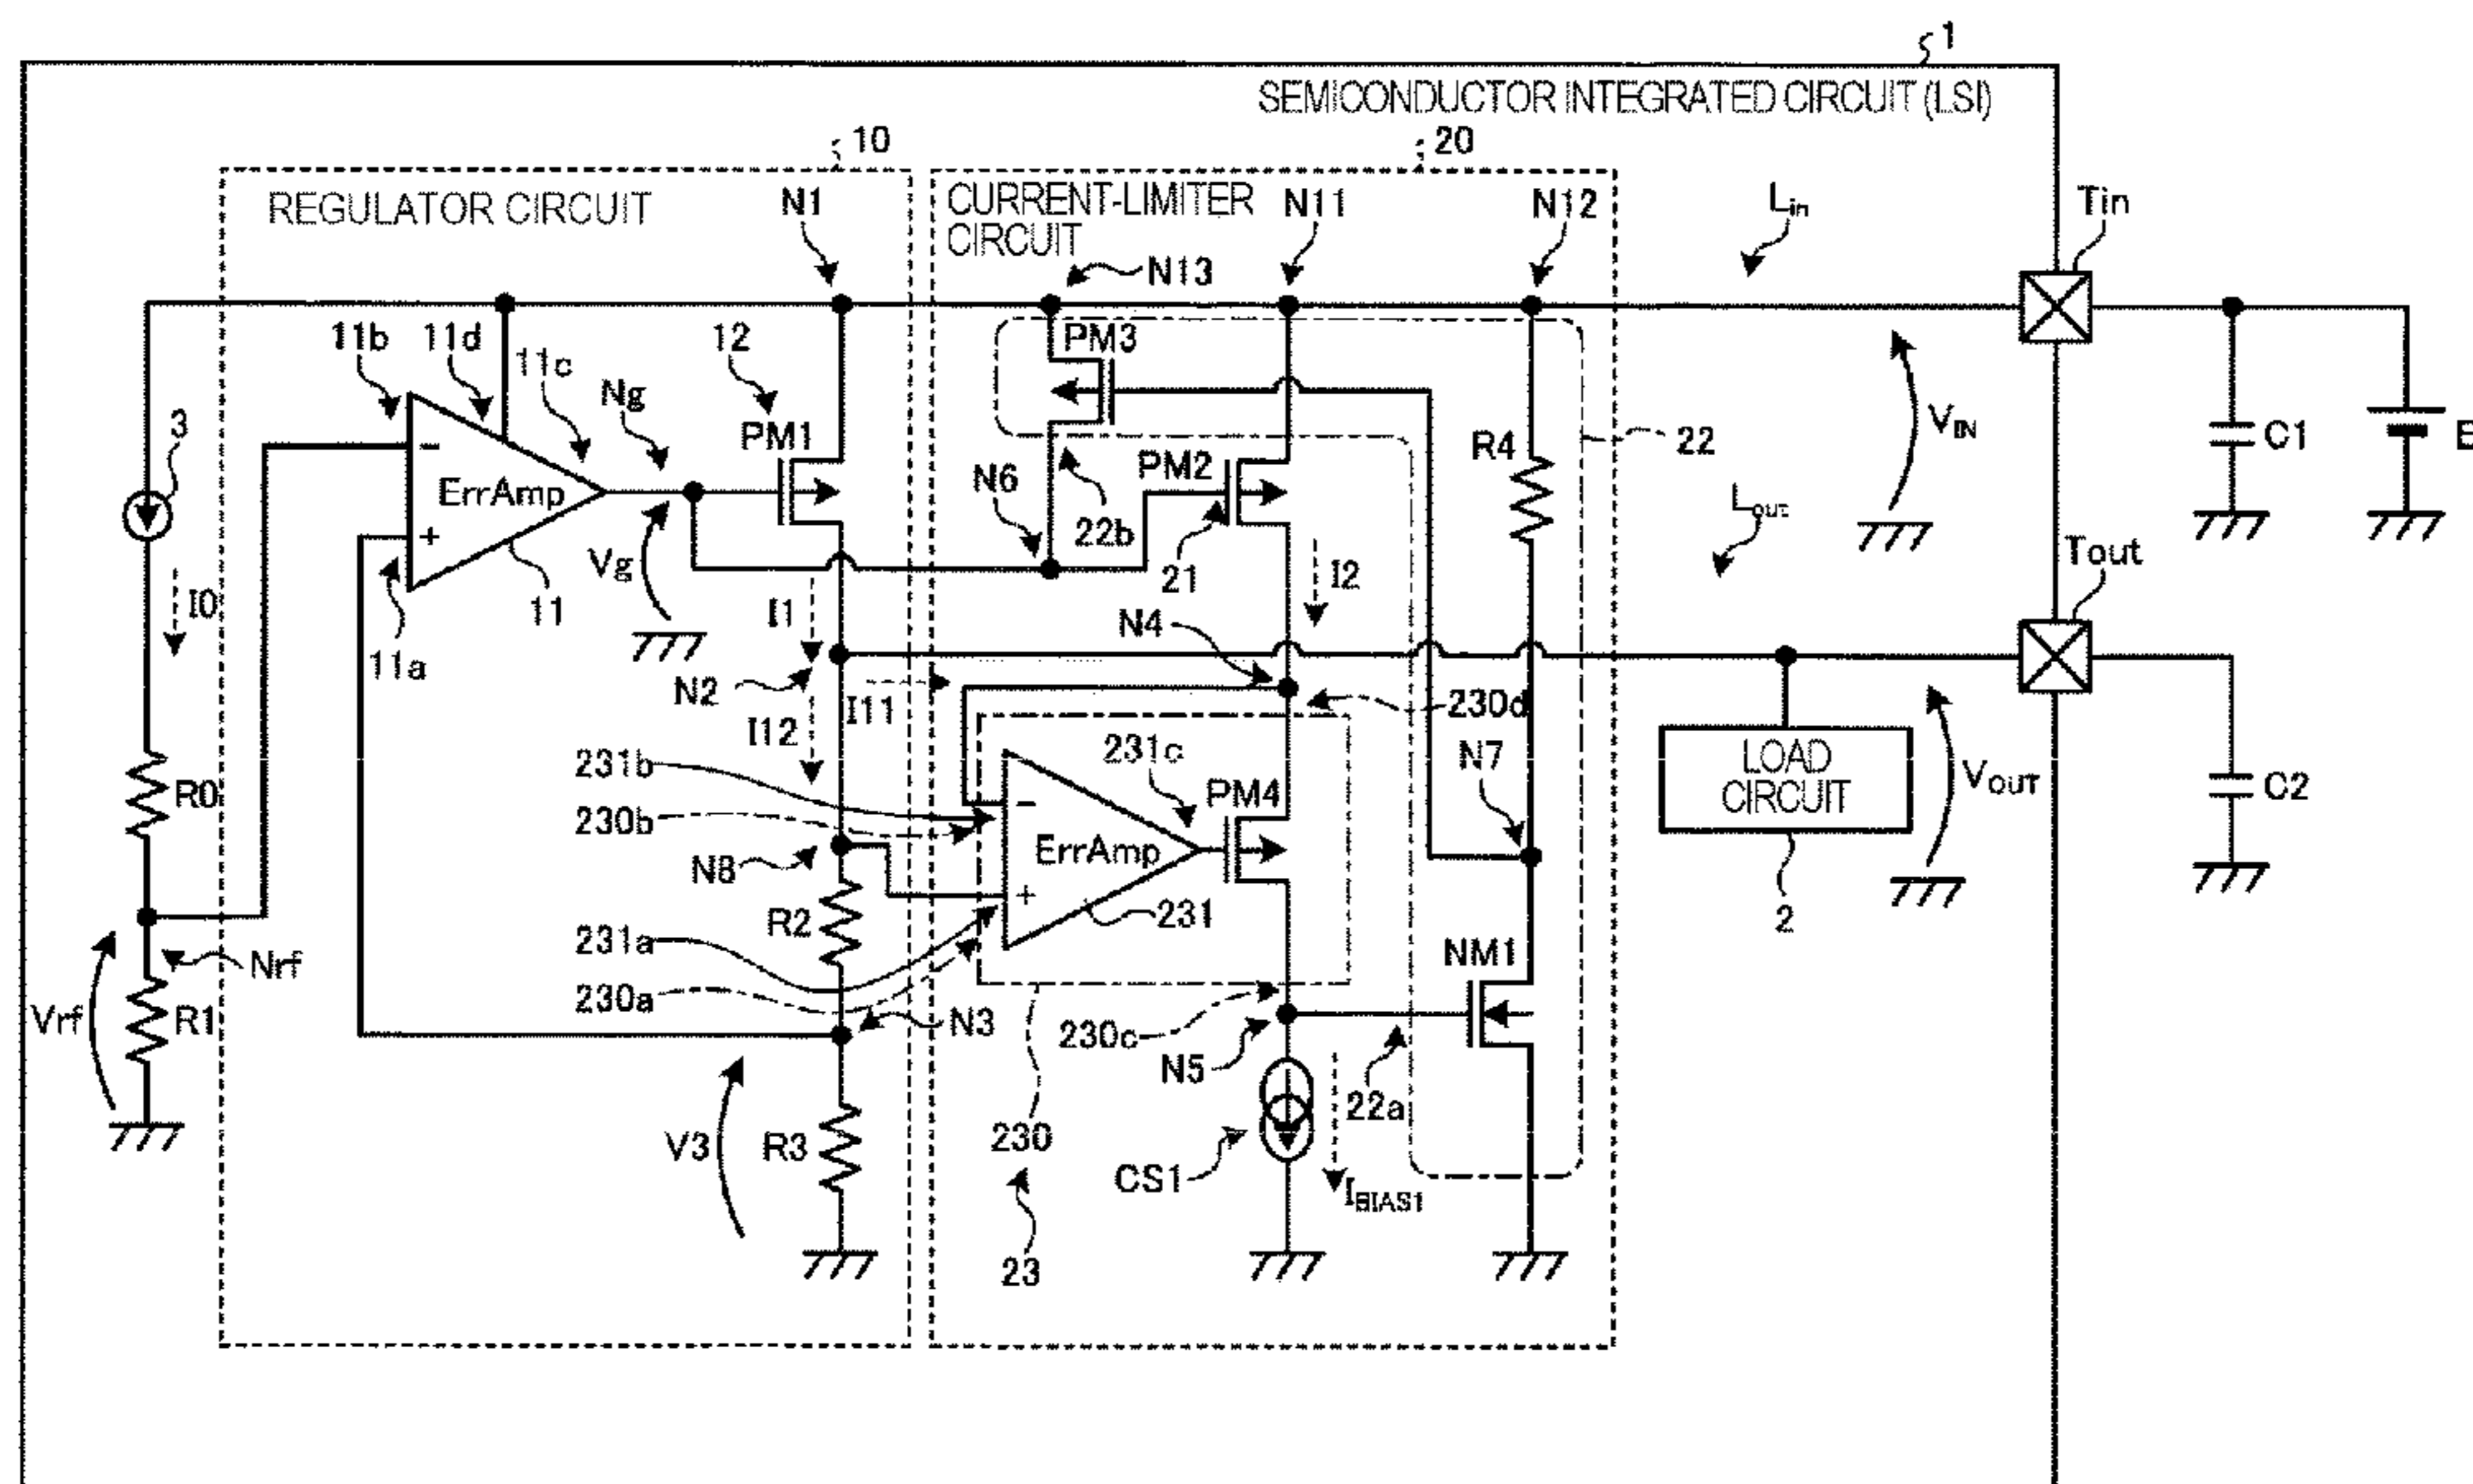 1
SEMICONDUCTOR INTEGRATED CIRCUIT (LSI)
10
20
REGULATOR CIRCUIT
N1
CURRENT-LIMITER
CIRCUIT
N11
N12
Lin
Tin
N13
11b
11d
11c
12
PM3
Ng
PM1
3
ErrAmp
−
+
N6
PM2
22b
R4
22
VIN
C1
E
Lout
Vg
I0
11
11a
I1
21
I2
Tout
N4
N2
I11
230d
I12
231b
231c
N7
LOAD
CIRCUIT
VOUT
C2
R0
230b
PM4
−
ErrAmp
+
N8
R2
231a
231
2
Nrf
NM1
230a
Vrf
R1
N3
230c
N5
22a
V3
R3
230
CS1
IBIAS1
23